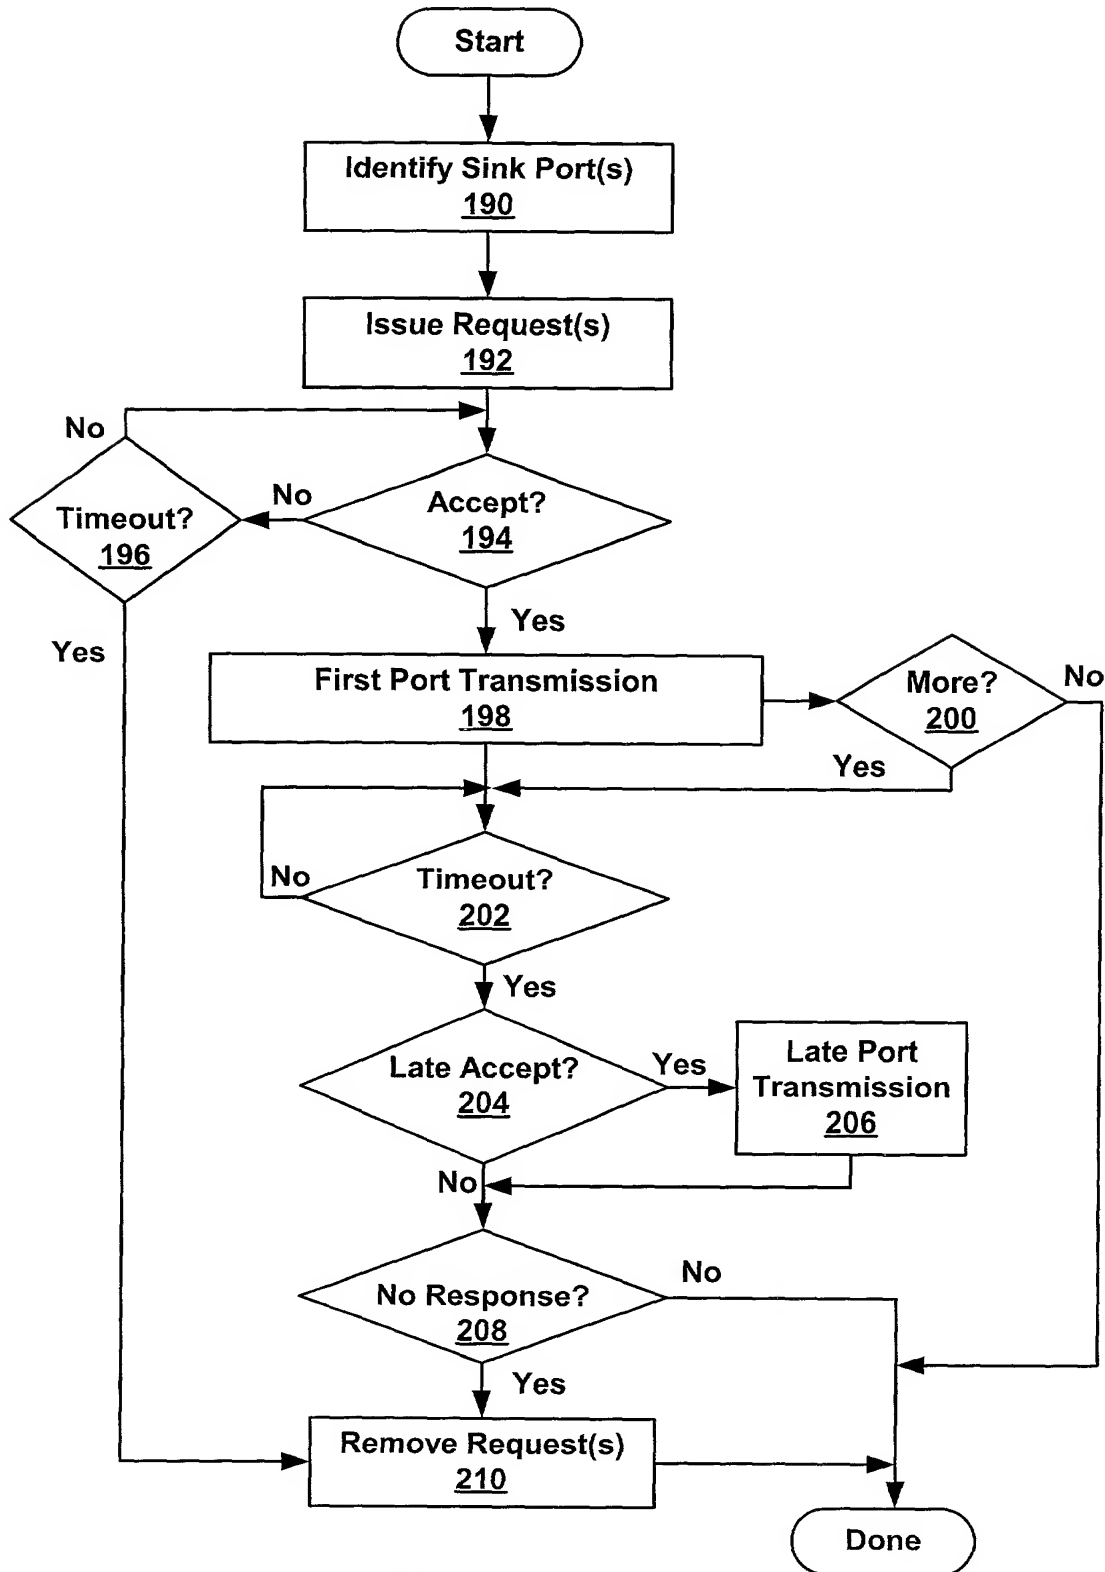 Start
Identify Sink Port(s)
190
Issue Request(s)
192
No
Timeout?
196
No
Accept?
194
Yes
Yes
First Port Transmission
198
More?
200
No
Yes
No
Timeout?
202
Yes
Late Accept?
204
Yes
Late Port
Transmission
206
No
No Response?
208
No
Yes
Remove Request(s)
210
Done